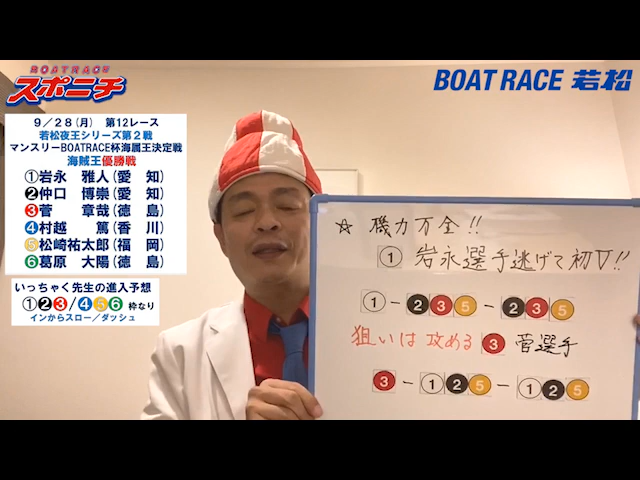 BOATRACE
スポニチ
BOAT RACE 若松
9/28(月) 第12レース
若松夜王シリーズ第2戦
マンスリーBOATRACE杯海属王決定戦
海賊王優勝戦
①岩永 雅人(愛 知)
②仲口 博崇(愛 知)
③菅 章哉(徳 島)
④村越 篤(香 川)
⑤松崎祐太郎(福 岡)
⑥葛原 大陽(徳 島)
いっちゃく先生の進入予想
①②③/④⑤⑥ 枠なり
インからスロー/ダッシュ
☆ 機力万全!!
① 岩永選手逃げて初V!!
①-②③⑤-②③⑤
狙いは 攻める ③ 菅選手
③-①②⑤-①②⑤